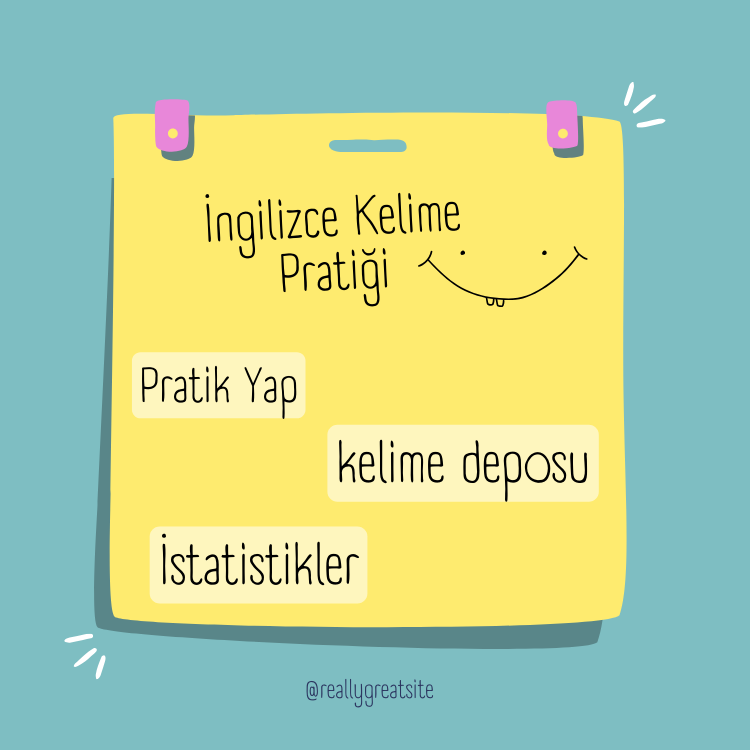 İngilizce Kelime
Pratiği
Pratik Yap
kelime deposu
İstatistikler
@reallygreatsite